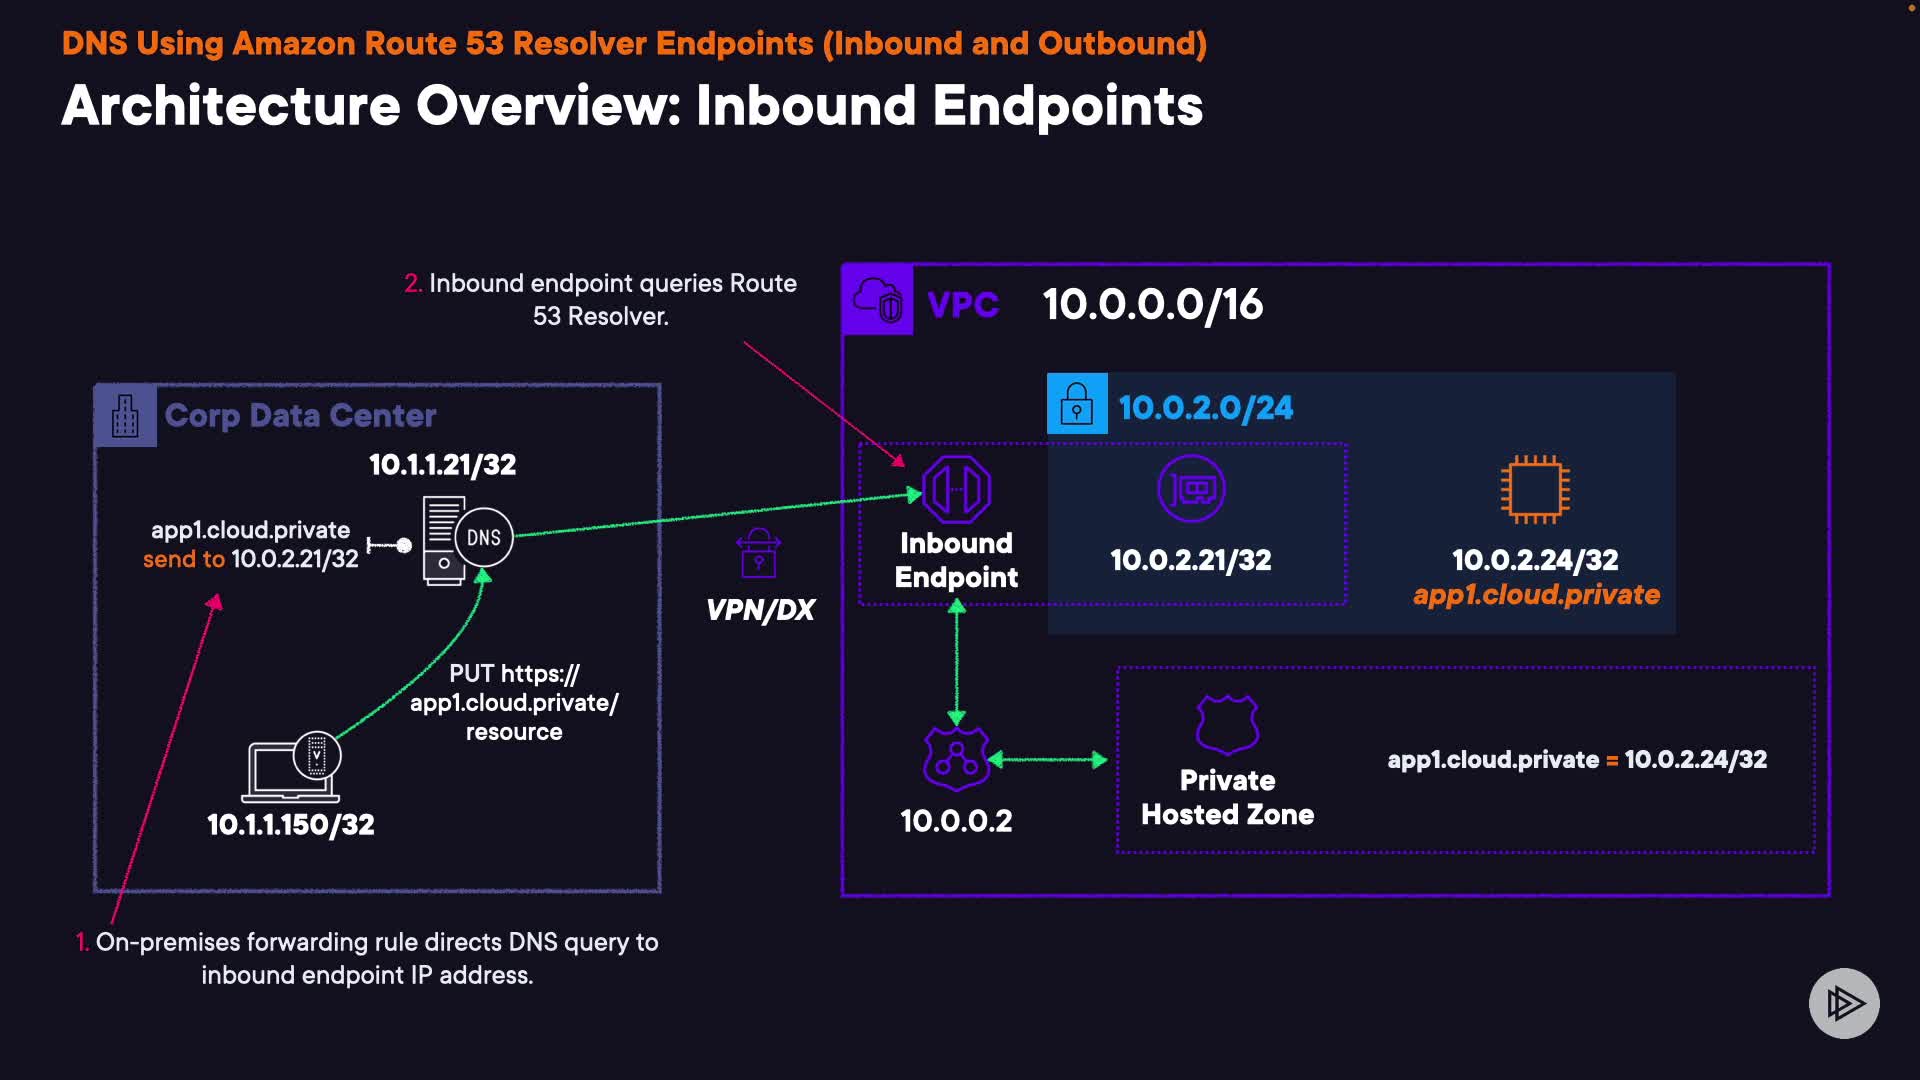 DNS Using Amazon Route 53 Resolver Endpoints (Inbound and Outbound)
Architecture Overview: Inbound Endpoints
2. Inbound endpoint queries Route
53 Resolver.
VPC
10.0.0.0/16
Corp Data Center
10.1.1.21/32
DNS
app1.cloud.private
send to 10.0.2.21/32
PUT https://
app1.cloud.private/
resource
V
10.1.1.150/32
VPN/DX
10.0.2.0/24
Inbound
Endpoint
10.0.2.21/32
10.0.2.24/32
app1.cloud.private
10.0.0.2
Private
Hosted Zone
app1.cloud.private = 10.0.2.24/32
1. On-premises forwarding rule directs DNS query to
inbound endpoint IP address.